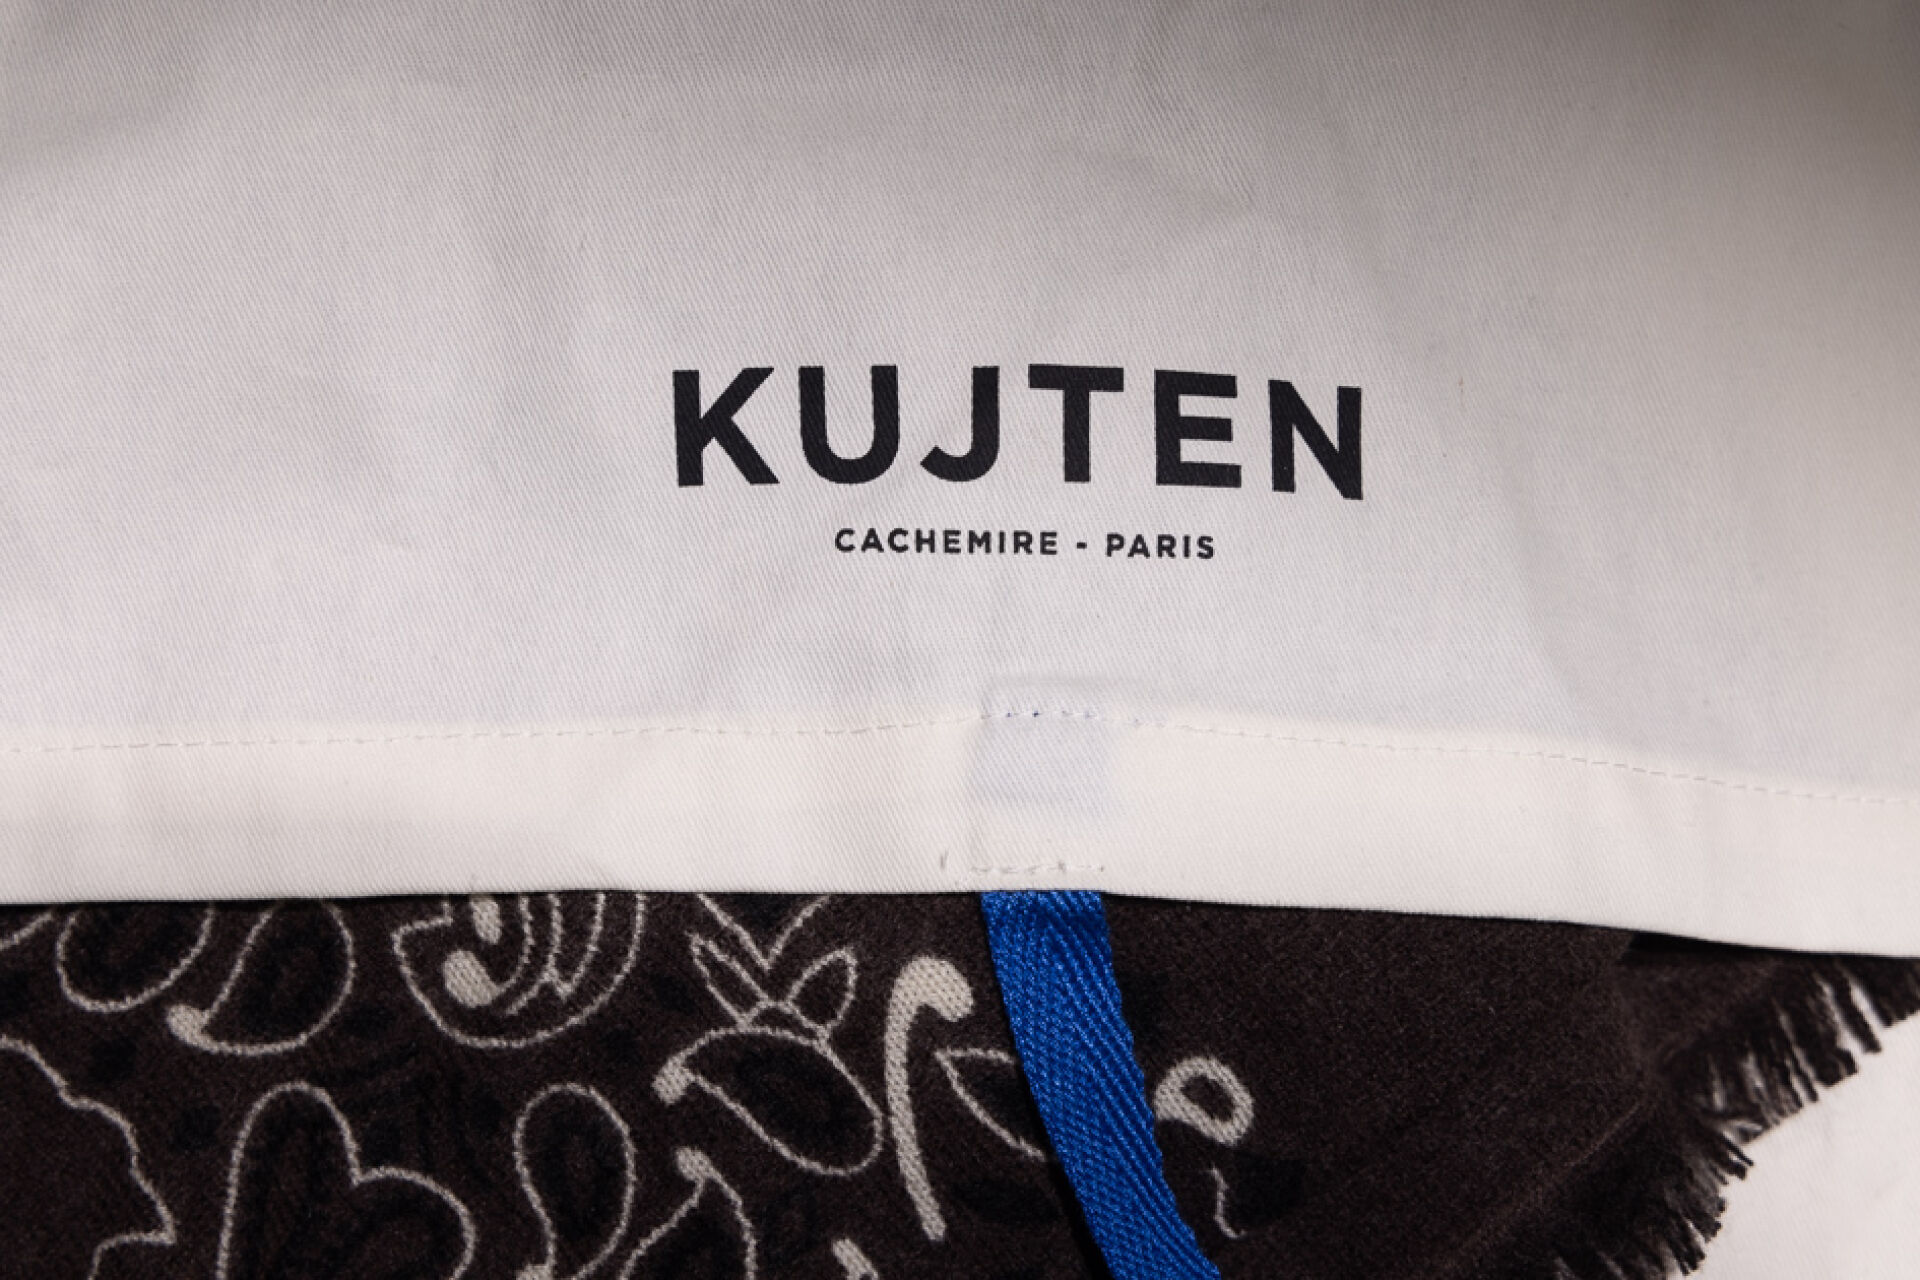 KUJTEN
CACHEMIRE - PARIS